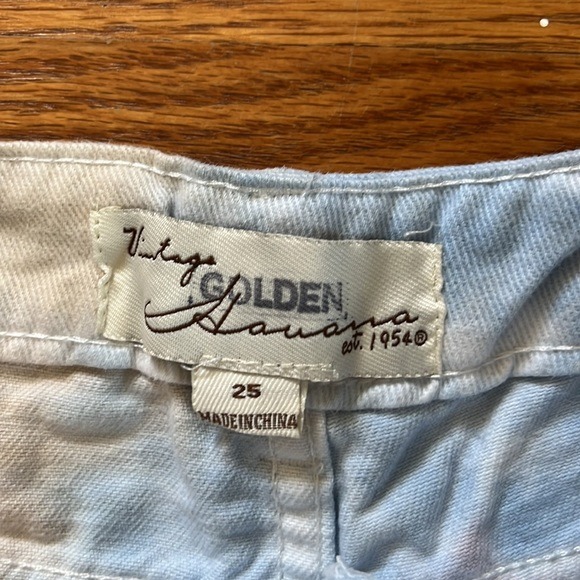 Vintage
GOLDEN
Havana
est. 1954®
25
MADE IN CHINA